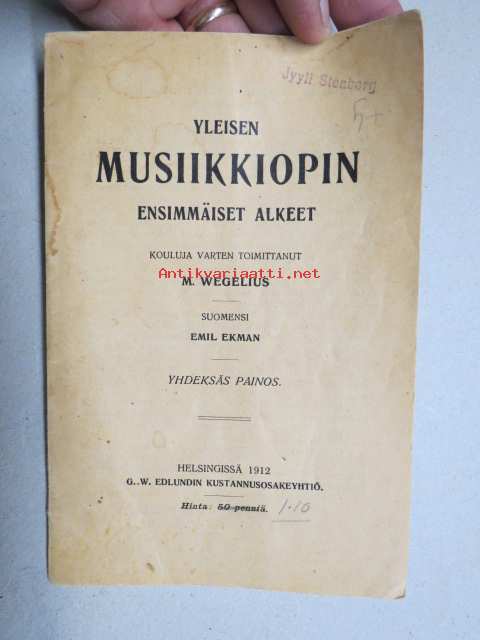 Jyyli Stenberg
YLEISEN
MUSIIKKIOPIN
ENSIMMÄISET ALKEET
KOULUJA VARTEN TOIMITTANUT
Antikvariaatti.net
M. WEGELIUS
SUOMENSI
EMIL EKMAN
YHDEKSÄS PAINOS.
HELSINGISSÄ 1912
G. W. EDLUNDIN KUSTANNUSOSAKEYHTIÖ.
Hinta: 50 penniä. 1-10